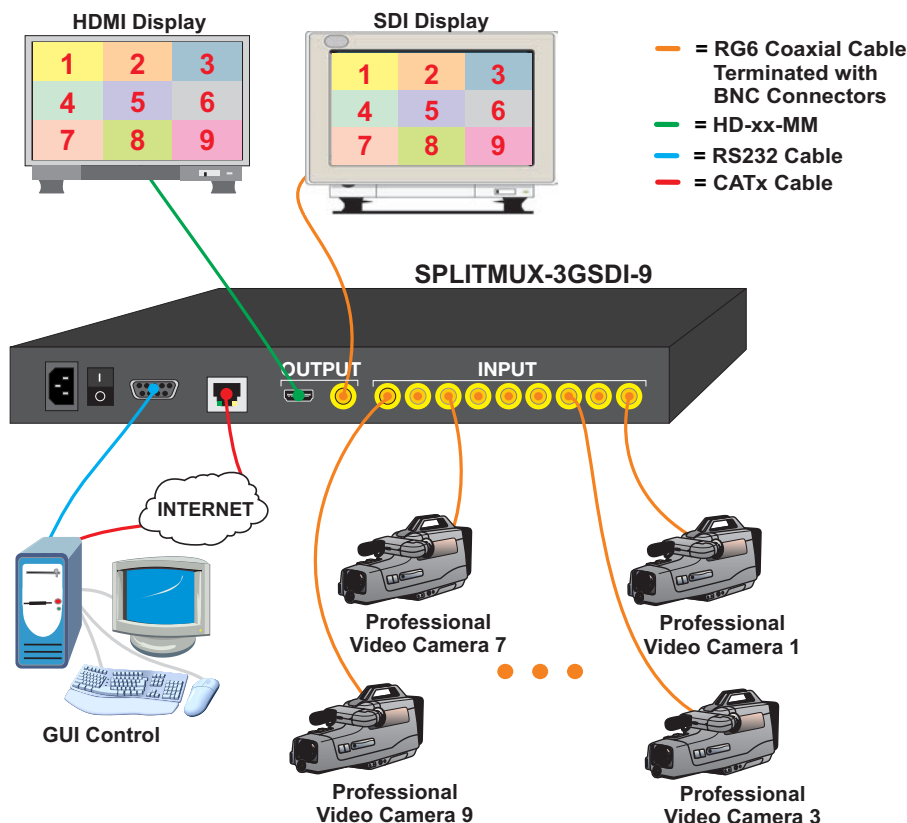 HDMI Display
1 2 3
4 5 6
7 8 9
SDI Display
1 2 3
4 5 6
7 8 9
= RG6 Coaxial Cable
Terminated with
BNC Connectors
= HD-xx-MM
= RS232 Cable
= CATx Cable
SPLITMUX-3GSDI-9
OUTPUT
INPUT
I
O
INTERNET
GUI Control
Professional
Video Camera 7
Professional
Video Camera 1
Professional
Video Camera 9
Professional
Video Camera 3